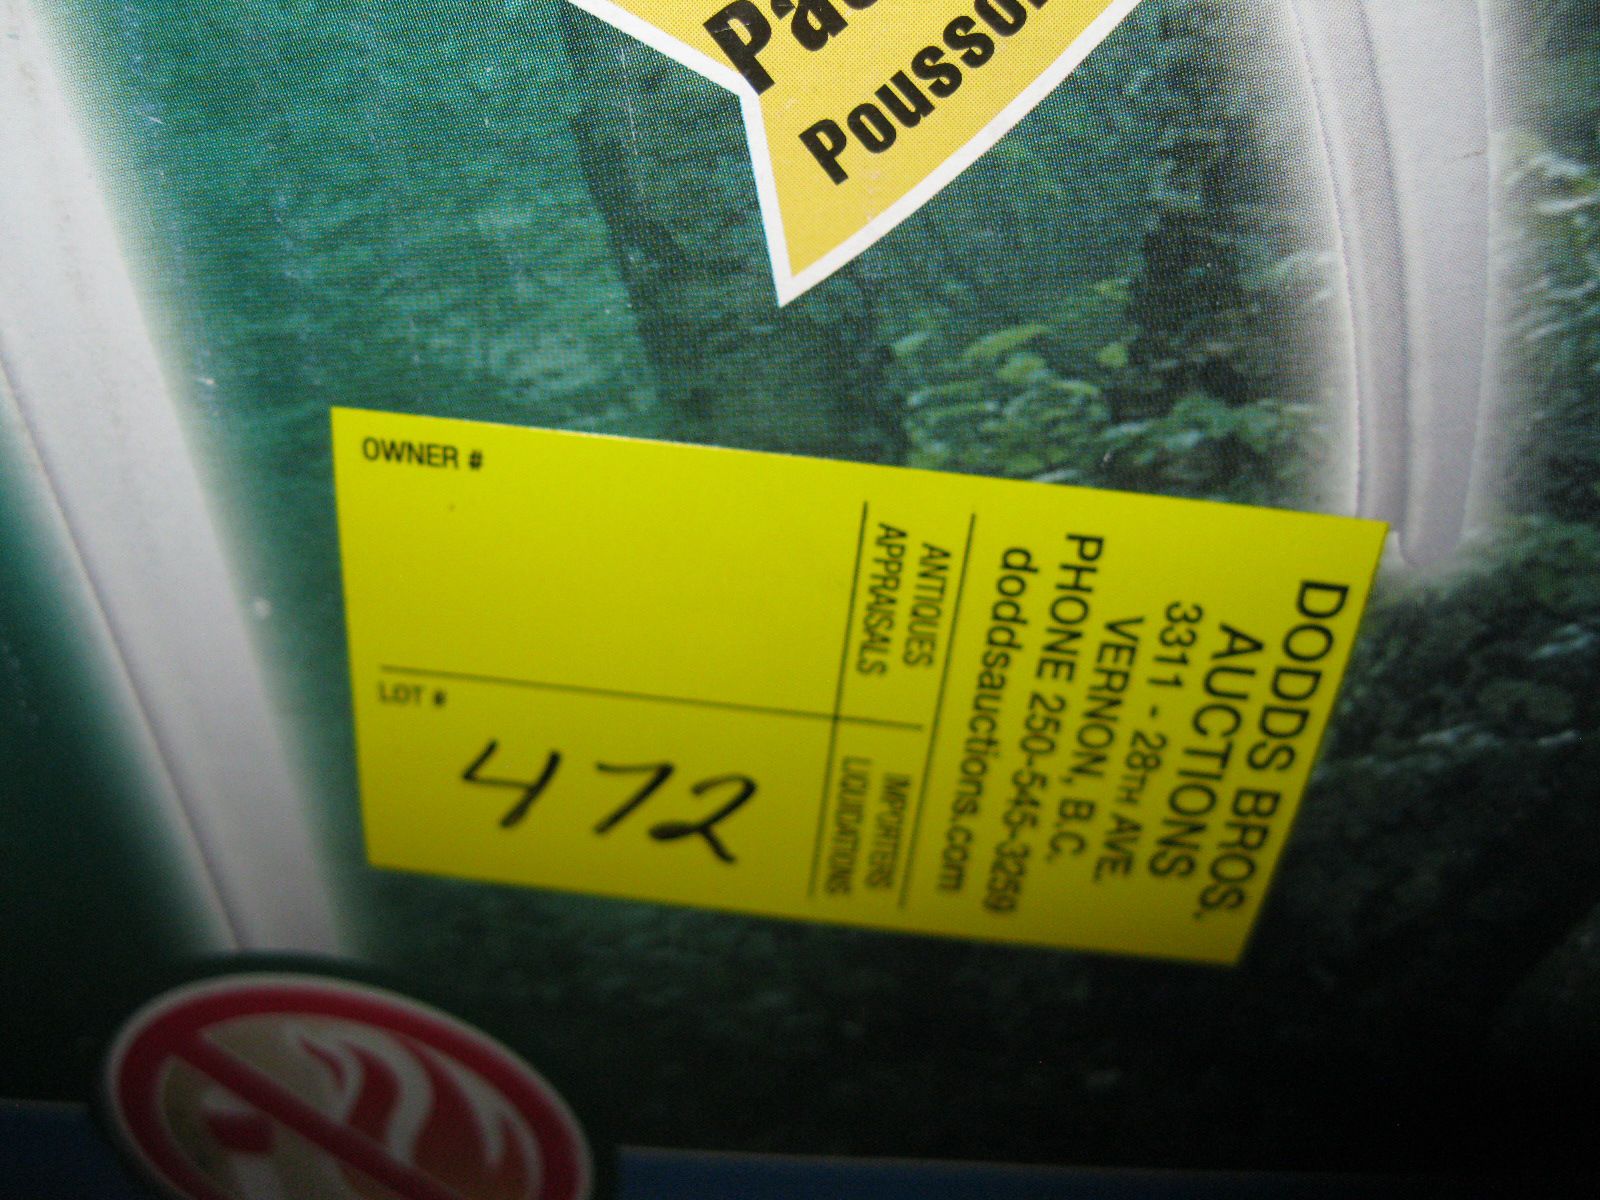 OWNER #
LOT #
472
DODDS BROS.
AUCTIONS
3311 - 28TH AVE.
VERNON, B.C.
PHONE 250-545-3259
doddsauctions.com
ANTIQUES
APPRAISALS
IMPORTERS
LIQUIDATIONS